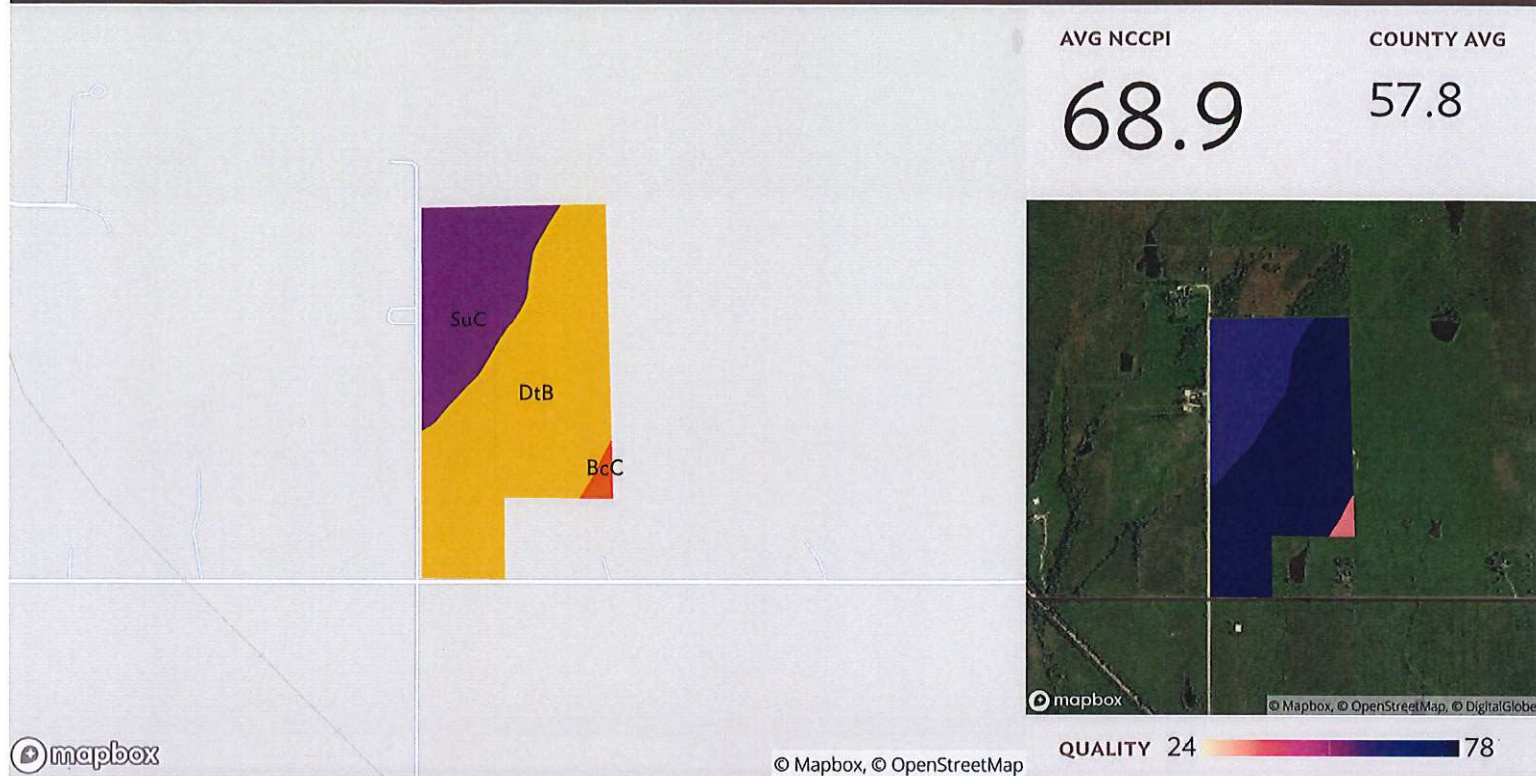 AVG NCCPI
68.9
COUNTY AVG
57.8
SuC
DtB
BcC
mapbox
© Mapbox, © OpenStreetMap
mapbox
© Mapbox, © OpenStreetMap, © DigitalGlobe
QUALITY 24 78